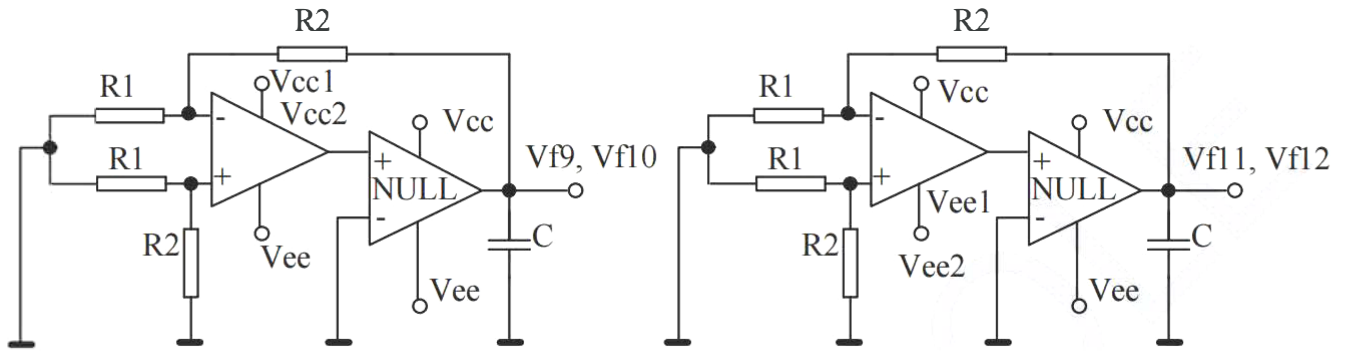 R2
R1
Vcc1
Vcc2
-
Vcc
R1
+
+
NULL
-
Vf9, Vf10
R2
Vee
C
Vee
R2
R1
Vcc
-
Vcc
R1
+
+
NULL
-
Vf11, Vf12
Vee1
R2
Vee2
C
Vee